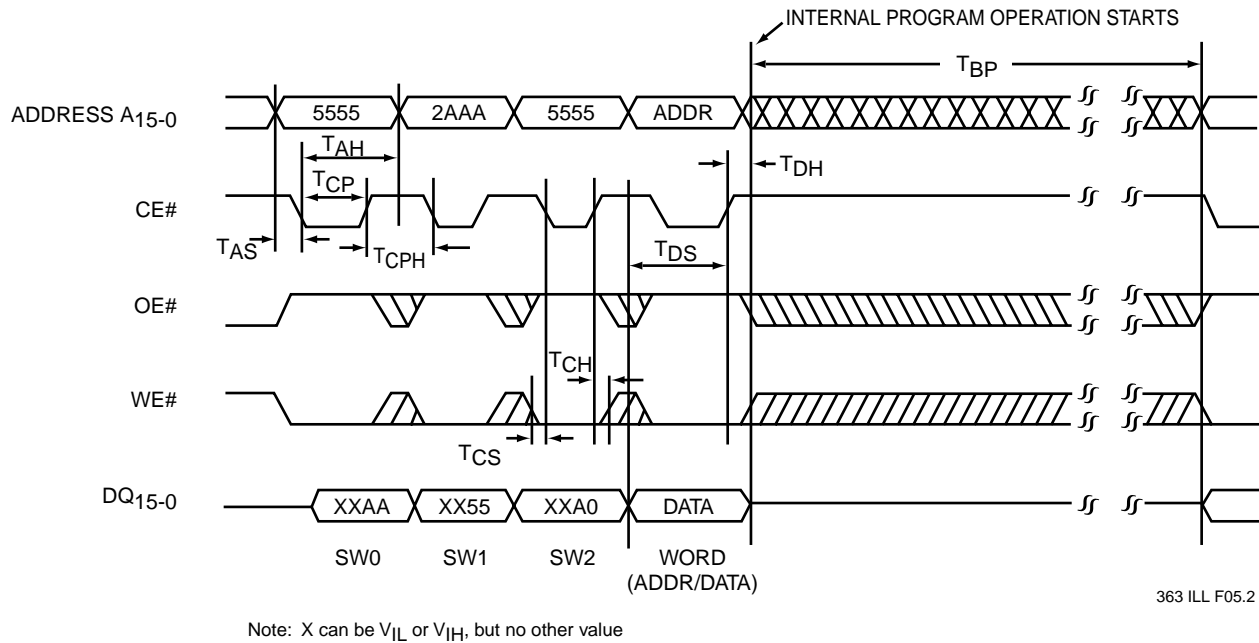 INTERNAL PROGRAM OPERATION STARTS
TBP
ADDRESS A15-0
5555 2AAA 5555 ADDR
TAH
TDH
TCP
CE#
TAS
TCPH
TDS
OE#
TCH
WE#
TCS
DQ15-0
XXAA XX55 XXA0 DATA
SW0 SW1 SW2 WORD
(ADDR/DATA)
363 ILL F05.2
Note: X can be VIL or VIH, but no other value